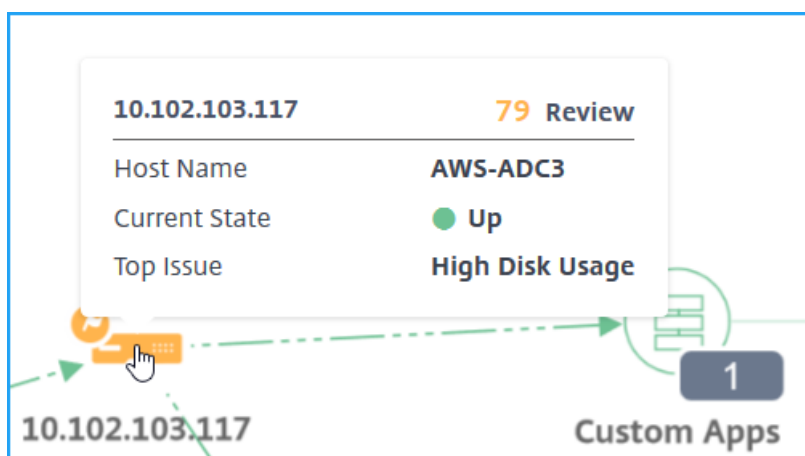 10.102.103.117 79 Review
Host Name AWS-ADC3
Current State Up
Top Issue High Disk Usage
1
10.102.103.117 Custom Apps